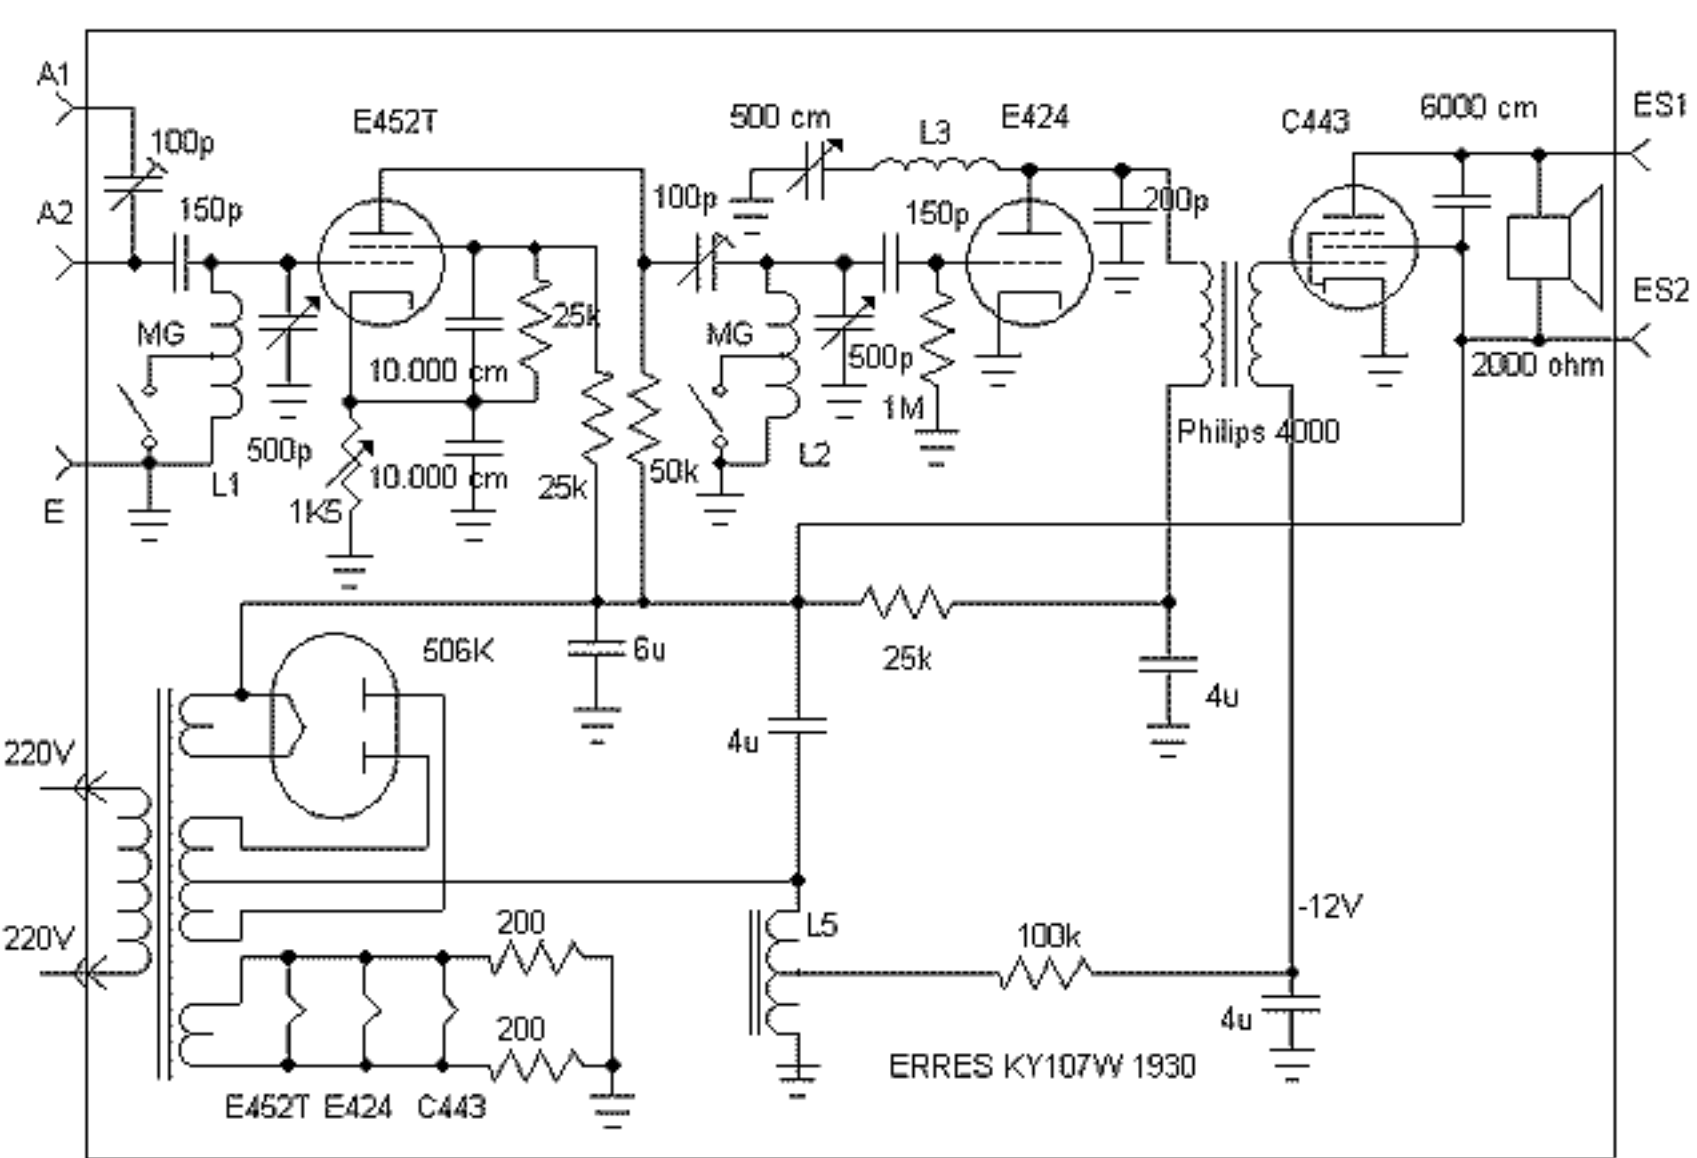 A1
100p
E452T
500 cm
L3
E424
C443
6000 cm
ES1
A2
150p
100p
150p
200p
ES2
MG
25k
MG
500p
2000 ohm
10.000 cm
1M
Philips 4000
500p
L2
L1
10.000 cm
25k
50k
E
1K5
506K
6u
25k
4u
4u
220V
-12V
L5
200
100k
220V
200
4u
ERRES KY107W 1930
E452T E424 C443